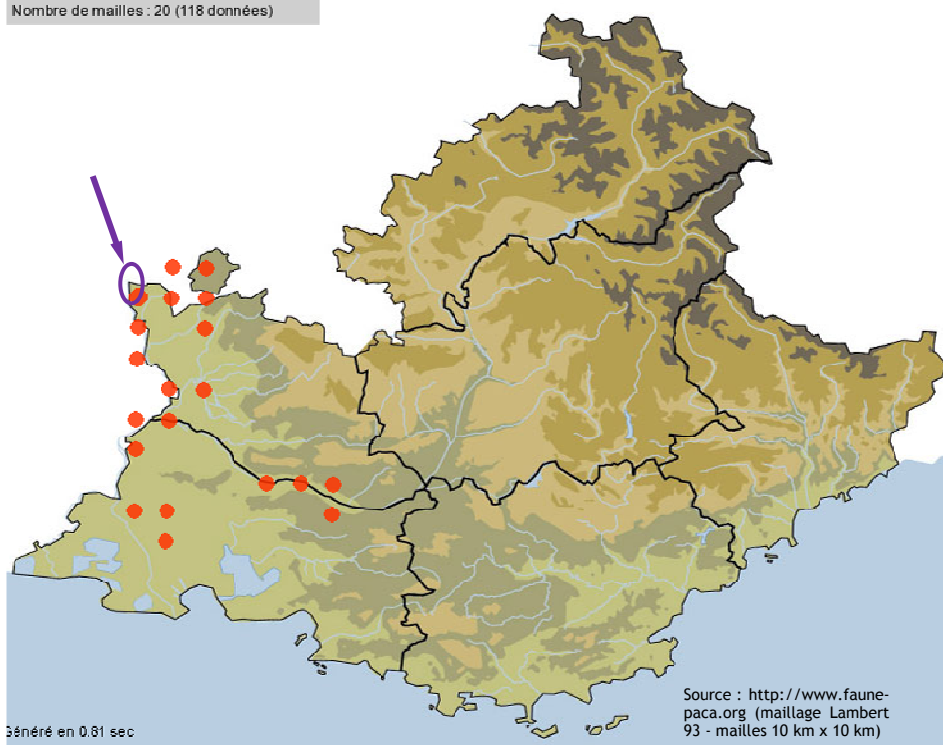 Nombre de mailles : 20 (118 données)
Source : http://www.faune-
paca.org (maillage Lambert
93 - mailles 10 km x 10 km)
Généré en 0.81 sec